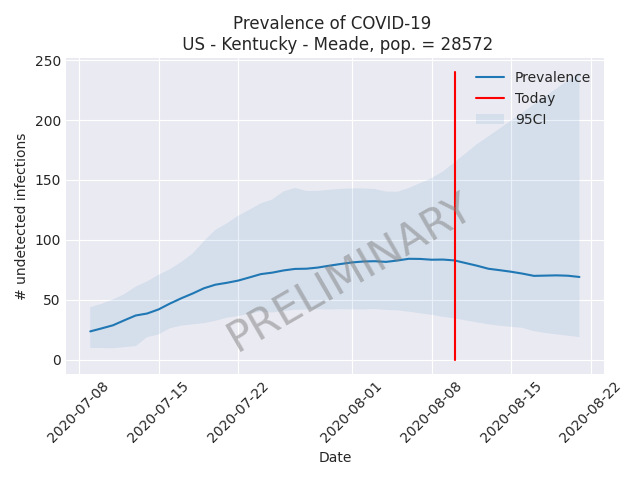 Prevalence of COVID-19
US - Kentucky - Meade, pop. = 28572
250
200
150
100
50
0
# undetected infections
Prevalence
Today
95CI
PRELIMINARY
2020-07-08
2020-07-15
2020-07-22
2020-08-01
2020-08-08
2020-08-15
2020-08-22
Date